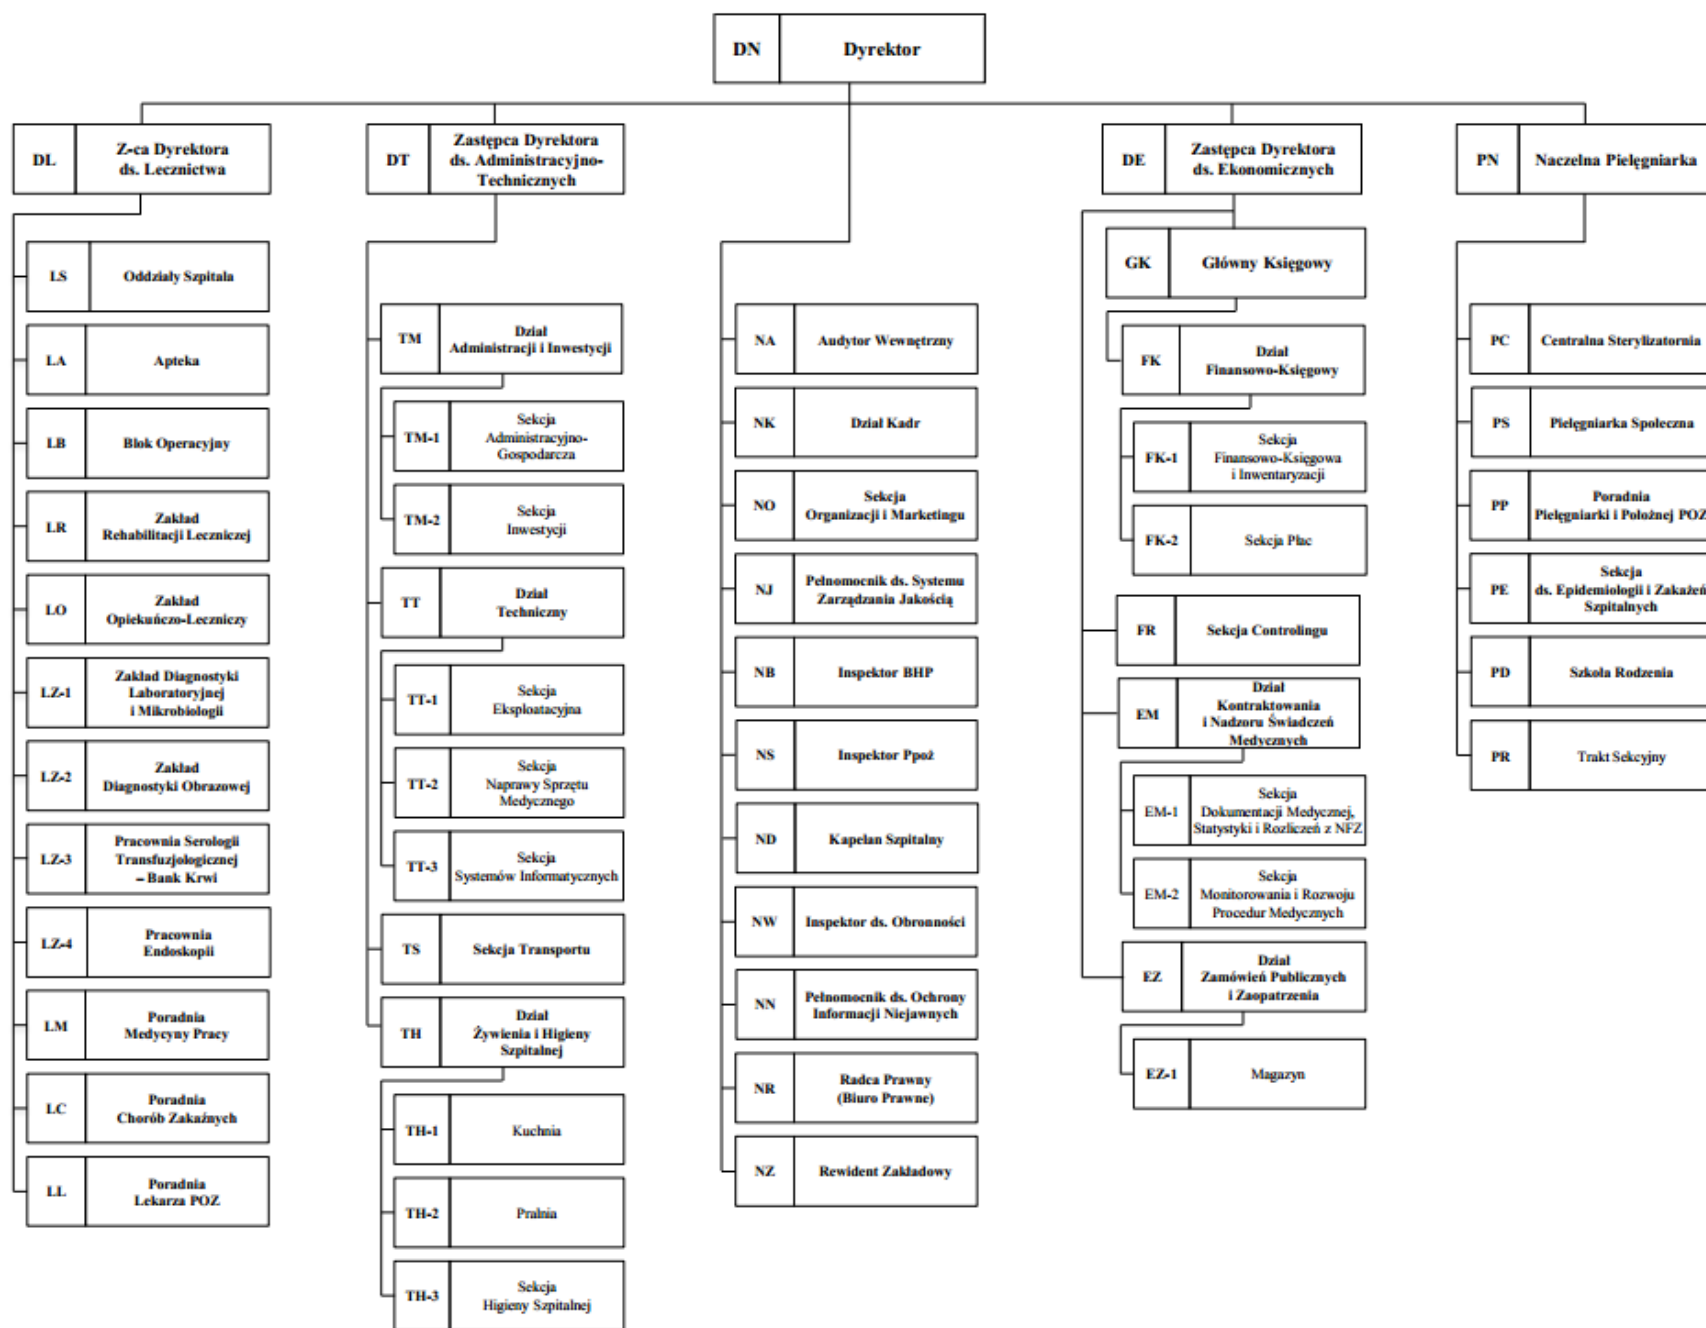 DN Dyrektor
DL Z-ca Dyrektora
ds. Lecznictwa
LS Oddziały Szpitala
LA Apteka
LB Blok Operacyjny
LR Zakład
Rehabilitacji Leczniczej
LO Zakład
Opiekuńczo-Leczniczy
LZ-1 Zakład Diagnostyki
Laboratoryjnej
i Mikrobiologii
LZ-2 Zakład
Diagnostyki Obrazowej
LZ-3 Pracownia Serologii
Transfuzjologicznej
– Bank Krwi
LZ-4 Pracownia
Endoskopii
LM Poradnia
Medycyny Pracy
LC Poradnia
Chorób Zakaźnych
LL Poradnia
Lekarza POZ
DT Zastępca Dyrektora
ds. Administracyjno-
Technicznych
TM Dział
Administracji i Inwestycji
TM-1 Sekcja
Administracyjno-
Gospodarcza
TM-2 Sekcja
Inwestycji
TT Dział
Techniczny
TT-1 Sekcja
Eksploatacyjna
TT-2 Sekcja
Naprawy Sprzętu
Medycznego
TT-3 Sekcja
Systemów Informatycznych
TS Sekcja Transportu
TH Dział
Żywienia i Higieny
Szpitalnej
TH-1 Kuchnia
TH-2 Pralnia
TH-3 Sekcja
Higieny Szpitalnej
NA Audytor Wewnętrzny
NK Dział Kadr
NO Sekcja
Organizacji i Marketingu
NJ Pełnomocnik ds. Systemu
Zarządzania Jakością
NB Inspektor BHP
NS Inspektor Ppoż
ND Kapelan Szpitalny
NW Inspektor ds. Obronności
NN Pełnomocnik ds. Ochrony
Informacji Niejawnych
NR Radca Prawny
(Biuro Prawne)
NZ Rewident Zakładowy
DE Zastępca Dyrektora
ds. Ekonomicznych
GK Główny Księgowy
FK Dział
Finansowo-Księgowy
FK-1 Sekcja
Finansowo-Księgowa
i Inwentaryzacji
FK-2 Sekcja Płac
FR Sekcja Controlingu
EM Dział
Kontraktowania
i Nadzoru Świadczeń
Medycznych
EM-1 Sekcja
Dokumentacji Medycznej,
Statystyki i Rozliczeń z NFZ
EM-2 Sekcja
Monitorowania i Rozwoju
Procedur Medycznych
EZ Dział
Zamówień Publicznych
i Zaopatrzenia
EZ-1 Magazyn
PN Naczelna Pielęgniarka
PC Centralna Sterylizatornia
PS Pielęgniarka Społeczna
PP Poradnia
Pielęgniarki i Położnej POZ
PE Sekcja
ds. Epidemiologii i Zakażeń
Szpitalnych
PD Szkoła Rodzenia
PR Trakt Sekcyjny